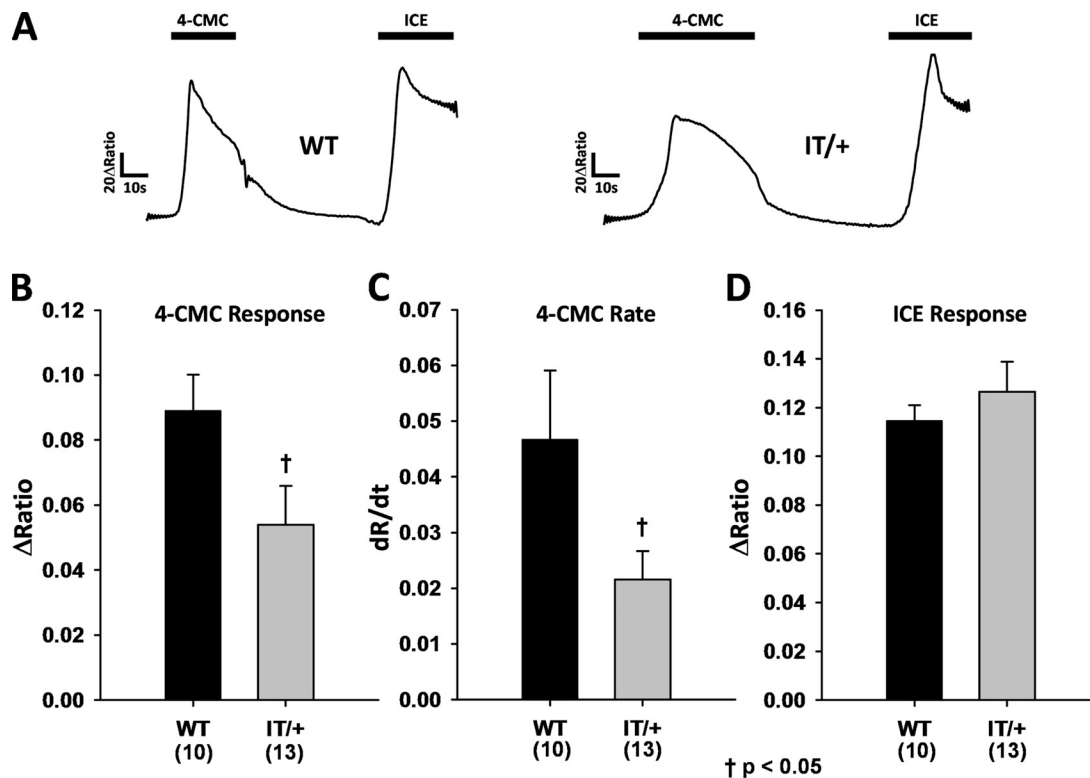 A
4-CMC
ICE
4-CMC
ICE
WT
IT/+
20ΔRatio
10s
20ΔRatio
10s
B
4-CMC Response
0.12
0.10
0.08
0.06
0.04
0.02
0.00
ΔRatio
†
WT
(10)
IT/+
(13)
C
4-CMC Rate
0.07
0.06
0.05
0.04
0.03
0.02
0.01
0.00
dR/dt
†
WT
(10)
IT/+
(13)
D
ICE Response
0.16
0.14
0.12
0.10
0.08
0.06
0.04
0.02
0.00
ΔRatio
WT
(10)
IT/+
(13)
† p < 0.05